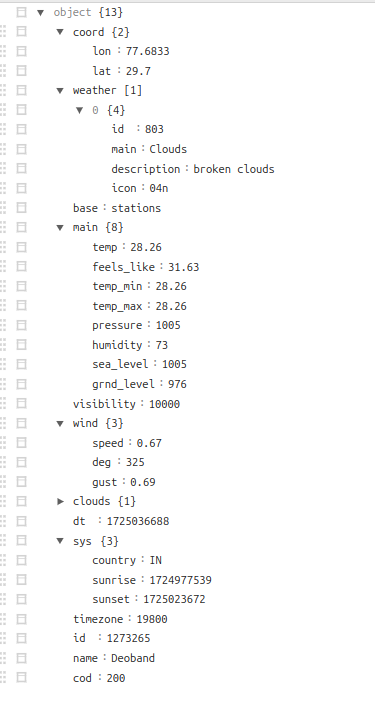 object {13}
coord {2}
lon : 77.6833
lat : 29.7
weather [1]
0 {4}
id : 803
main : Clouds
description : broken clouds
icon : 04n
base : stations
main {8}
temp : 28.26
feels_like : 31.63
temp_min : 28.26
temp_max : 28.26
pressure : 1005
humidity : 73
sea_level : 1005
grnd_level : 976
visibility : 10000
wind {3}
speed : 0.67
deg : 325
gust : 0.69
clouds {1}
dt : 1725036688
sys {3}
country : IN
sunrise : 1724977539
sunset : 1725023672
timezone : 19800
id : 1273265
name : Deoband
cod : 200